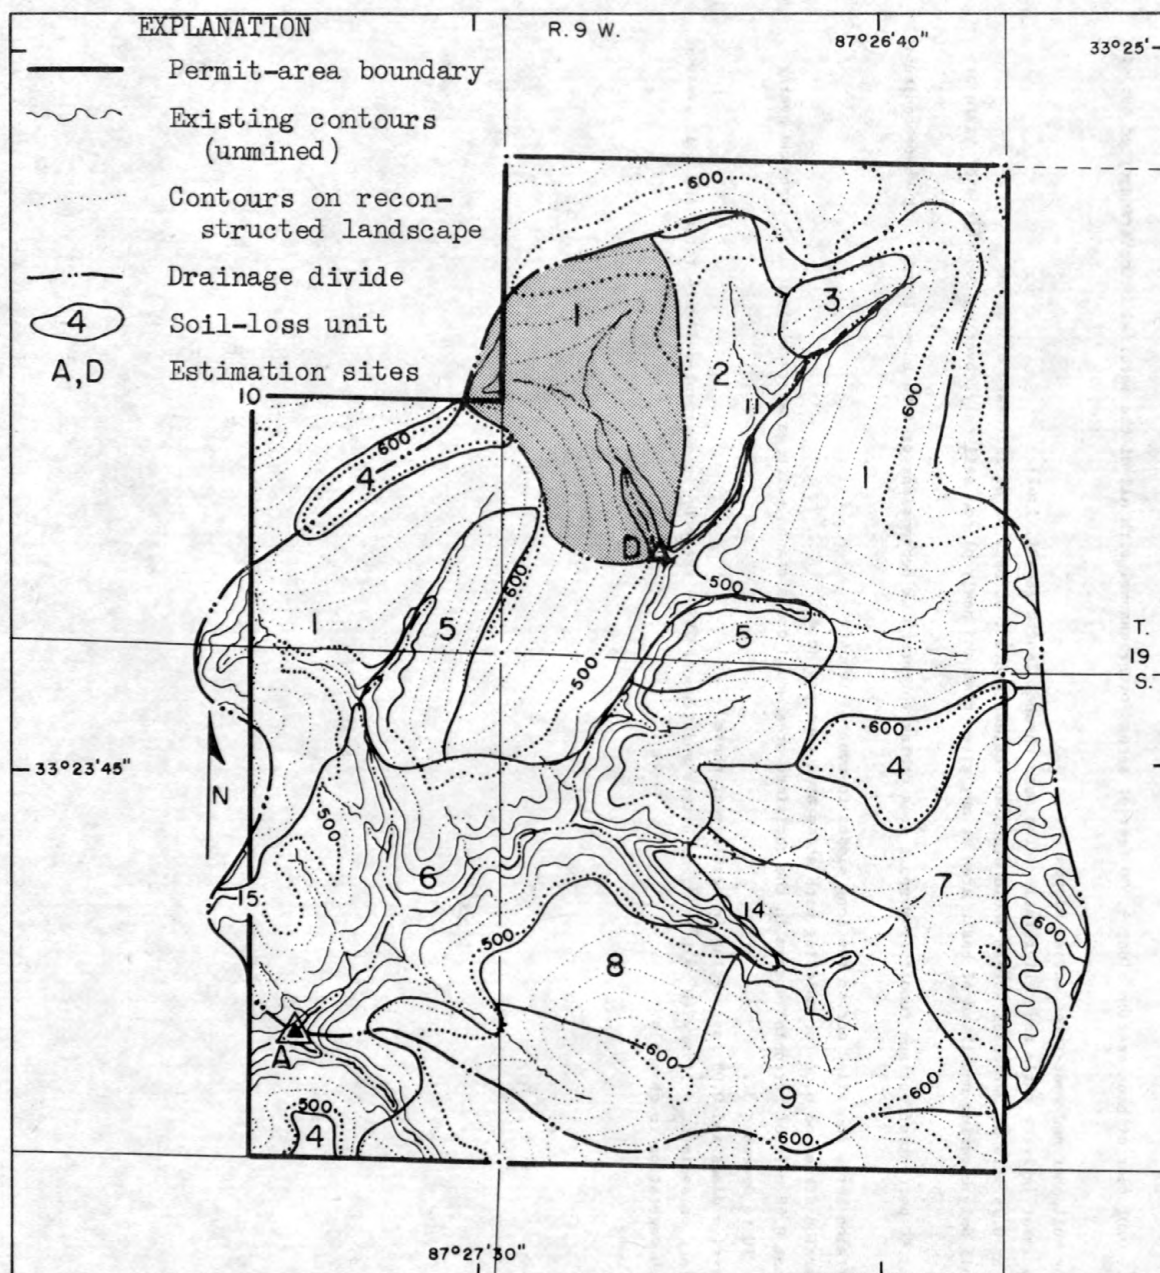 EXPLANATION
Permit-area boundary
Existing contours
(unmined)
Contours on recon-
structed landscape
Drainage divide
4
Soil-loss unit
A,D
Estimation sites
R. 9 W.
87°26'40"
33°25'
600
1
3
2
10
11
600
600
4
1
D
500
600
5
1
5
500
T.
19
S.
600
4
33°23'45"
N
500
6
7
15
14
600
500
8
A
600
9
600
500
4
600
87°27'30"